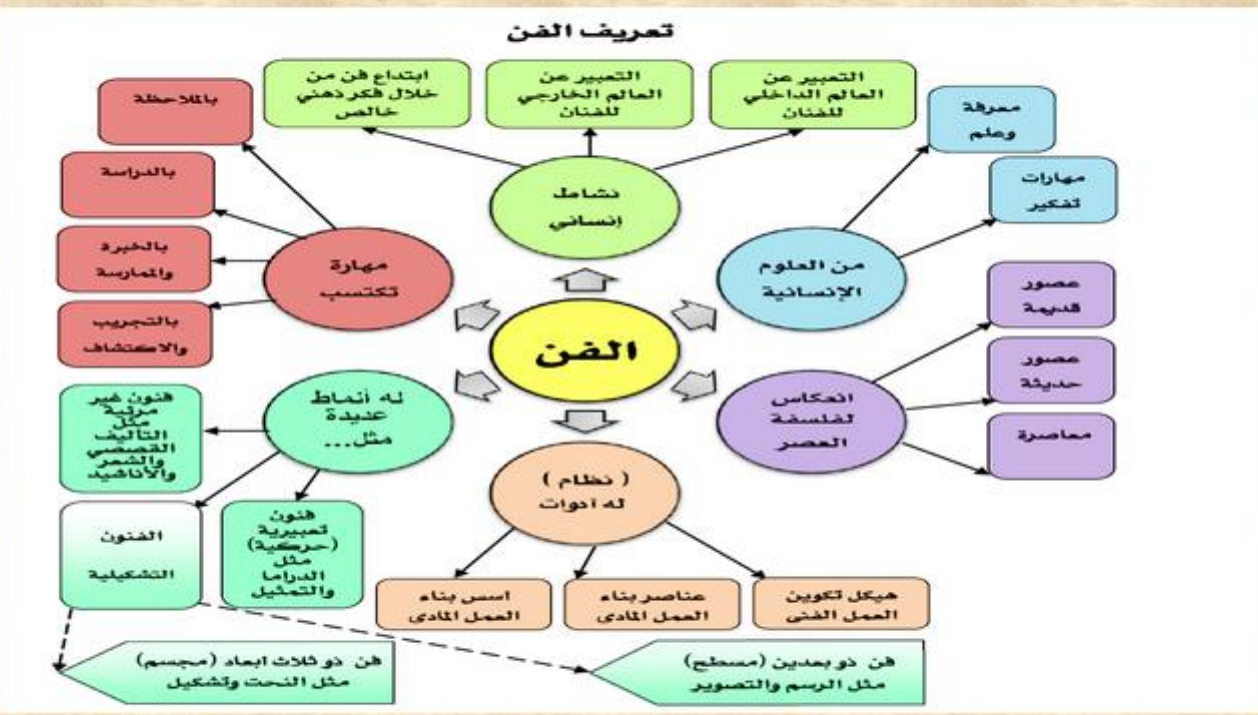 تعريف الفن
التعبير عن
العالم الداخلي
للفنان
التعبير عن
العالم الخارجي
للفنان
ابتداع فن من
خلال فكر ذهني
خالص
نشاط
إنساني
معرفة
وعلم
مهارات
تفكير
من العلوم
الإنسانية
بالملاحظة
بالدراسة
بالخبرة
والممارسة
بالتجريب
والاكتشاف
مهارة
تكتسب
الفن
عصور
قديمة
عصور
حديثة
معاصرة
انعكاس
لفلسفة
العصر
له أنماط
عديدة
مثل...
فنون غير
مرئية
مثل
التأليف
القصصي
والشعر
والأناشيد
الفنون
التشكيلية
فنون
تعبيرية
(حركية)
مثل
الدراما
والتمثيل
( نظام )
له أدوات
هيكل تكوين
العمل الفنى
عناصر بناء
العمل المادى
اسس بناء
العمل المادى
فن ذو بعدين (مسطح)
مثل الرسم والتصوير
فن ذو ثلاث ابعاد (مجسم)
مثل النحت وتشكيل